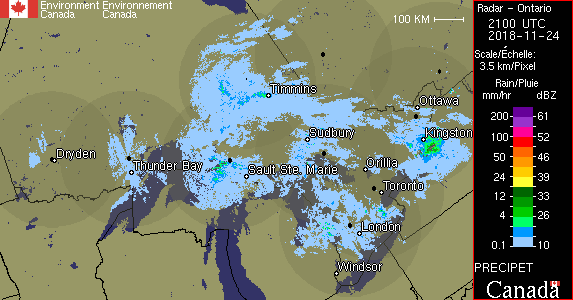 Environment Environnement
Canada Canada
100 KM
Timmins
Ottawa
Sudbury
Kingston
Dryden
Thunder Bay
Sault Ste. Marie
Orillia
Toronto
London
Windsor
Radar - Ontario
2100 UTC
2018-11-24
Scale/Échelle:
3.5 km/Pixel
Rain/Pluie
mm/hr dBZ
200 61
100 52
50 46
24 39
12 33
4 26
0.1 10
PRECIPET
Canada